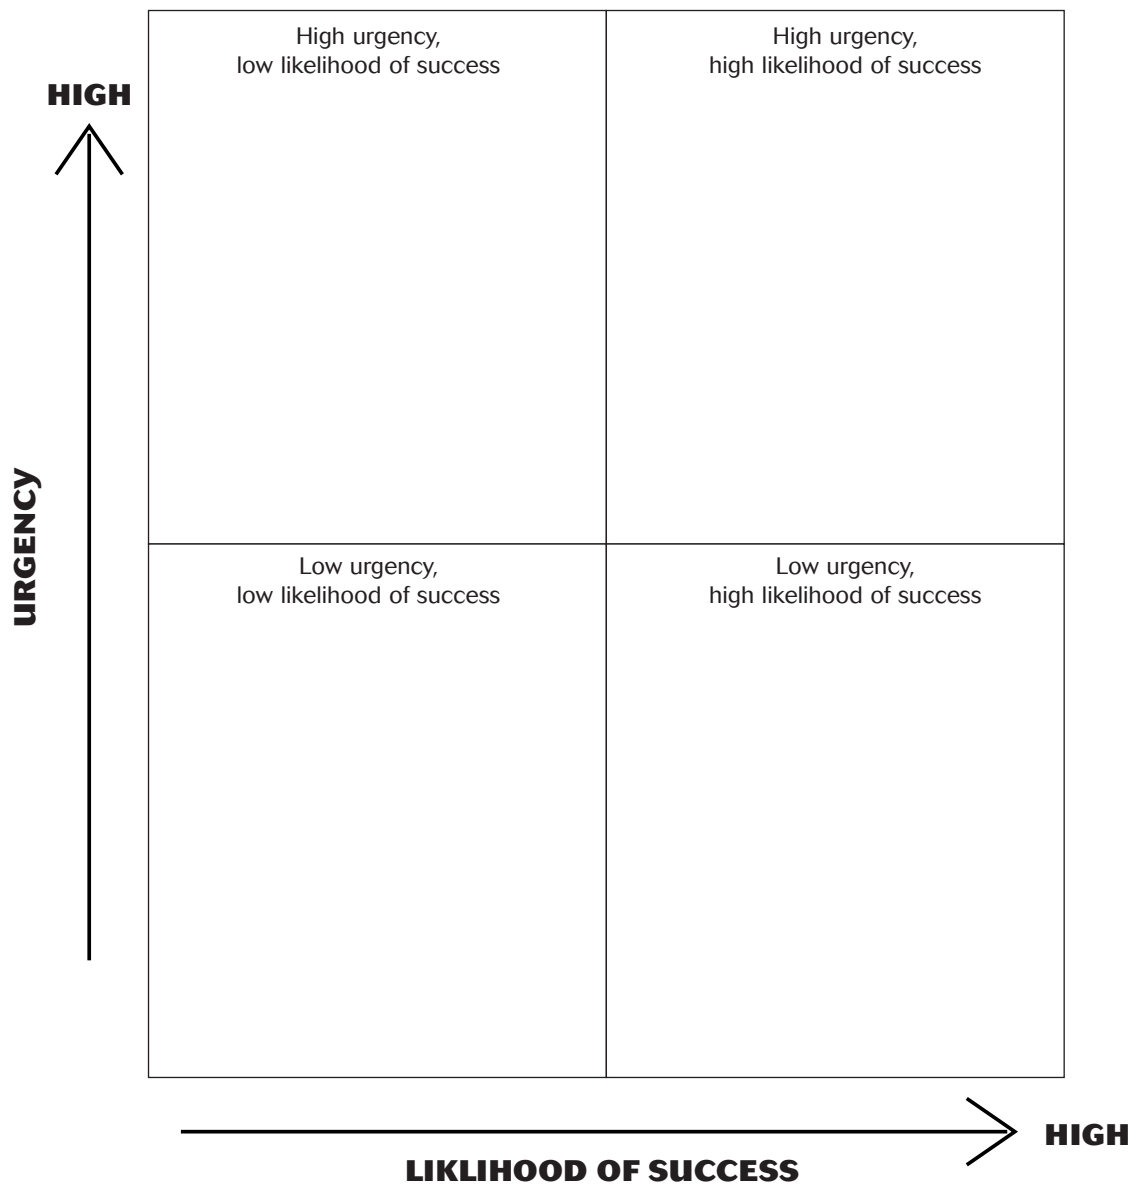 High urgency,
low likelihood of success
High urgency,
high likelihood of success
HIGH
URGENCY
Low urgency,
low likelihood of success
Low urgency,
high likelihood of success
HIGH
LIKLIHOOD OF SUCCESS